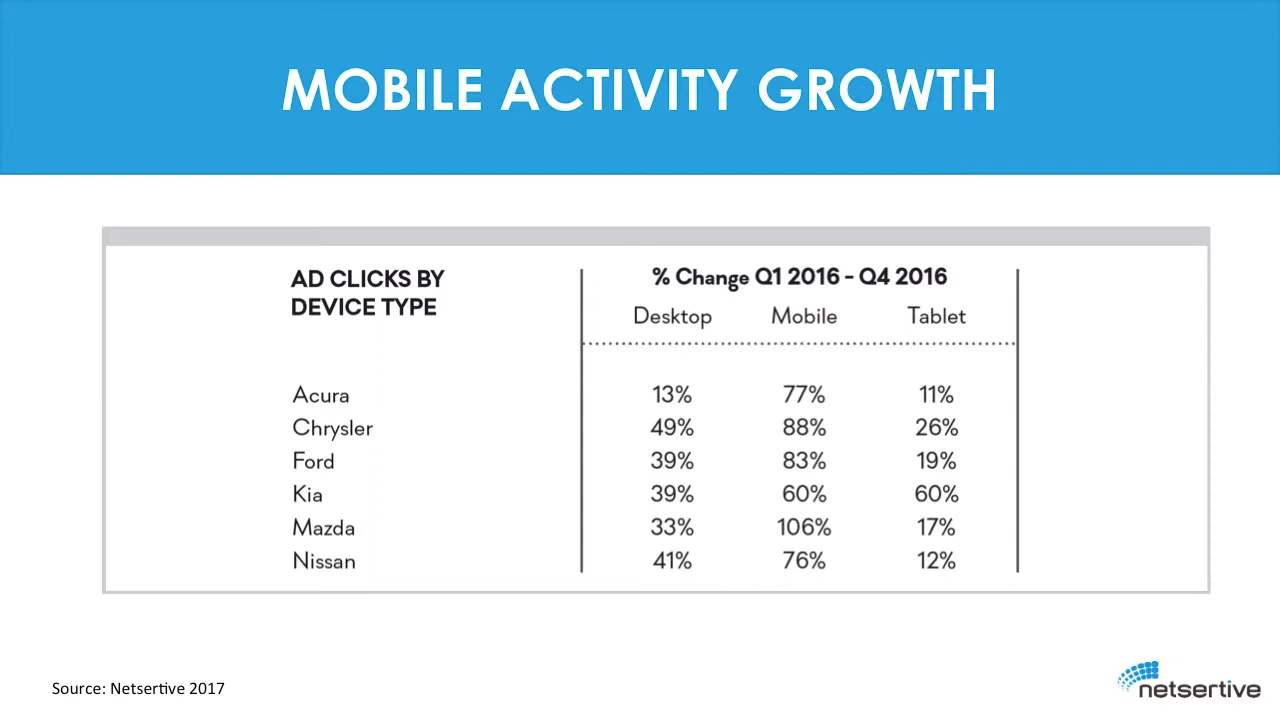 MOBILE ACTIVITY GROWTH
AD CLICKS BY
DEVICE TYPE
% Change Q1 2016 - Q4 2016
Desktop Mobile Tablet
Acura 13% 77% 11%
Chrysler 49% 88% 26%
Ford 39% 83% 19%
Kia 39% 60% 60%
Mazda 33% 106% 17%
Nissan 41% 76% 12%
Source: Netsertive 2017
netsertive